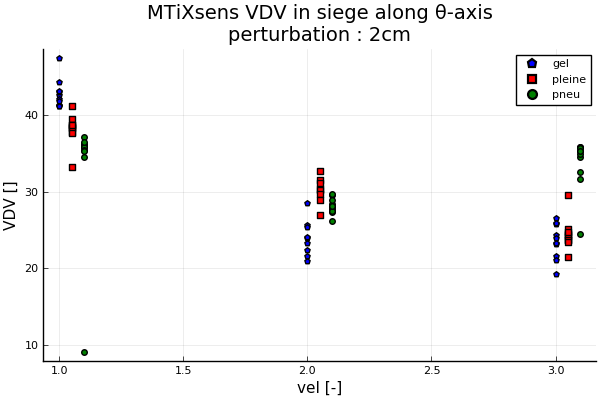 MTiXsens VDV in siege along θ-axis
perturbation : 2cm
gel
pleine
pneu
VDV []
40
30
20
10
1.0
1.5
2.0
2.5
3.0
vel [-]